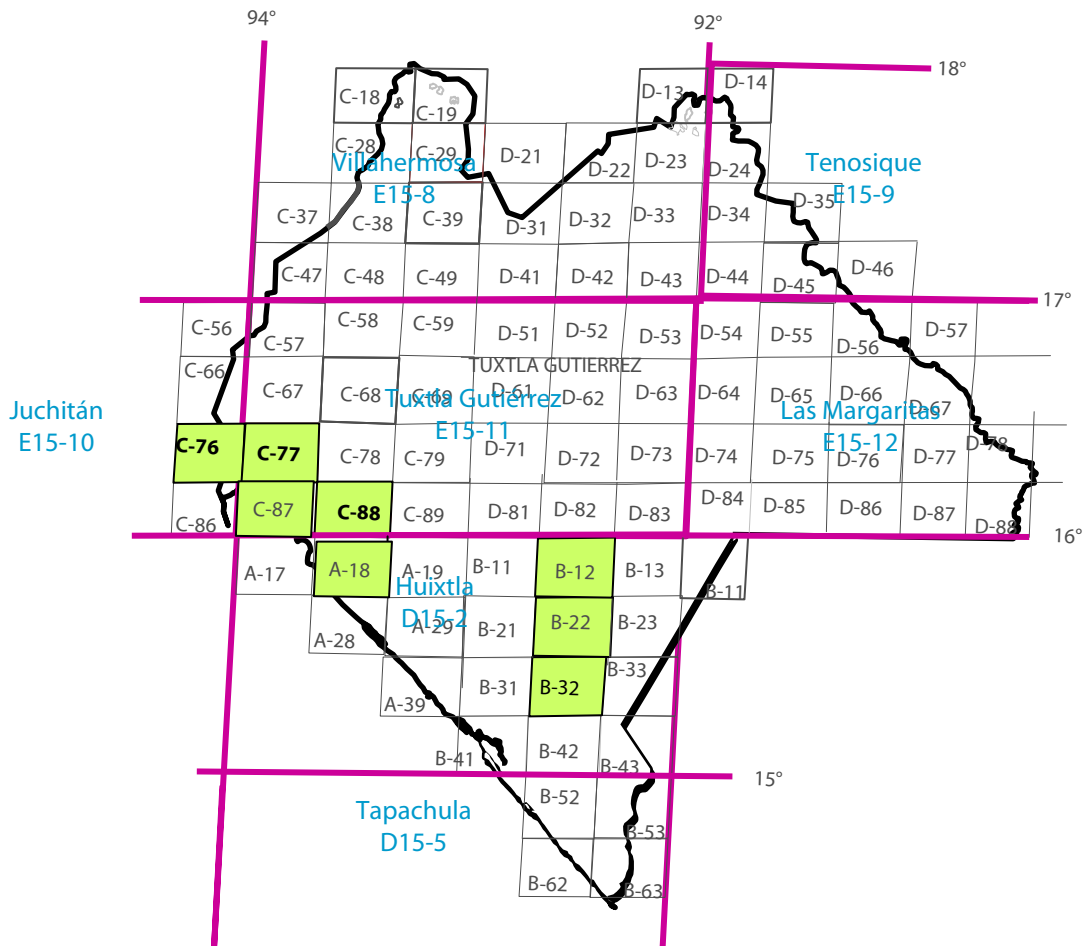 94°
92°
18°
C-18
C-19
D-13
D-14
C-28
C-29
D-21
D-22
D-23
D-24
Villahermosa
E15-8
Tenosique
E15-9
C-37
C-38
C-39
D-31
D-32
D-33
D-34
D-35
C-47
C-48
C-49
D-41
D-42
D-43
D-44
D-45
D-46
17°
C-56
C-57
C-58
C-59
D-51
D-52
D-53
D-54
D-55
D-56
D-57
TUXTLA GUTIERREZ
C-66
C-67
C-68
C-69
D-61
D-62
D-63
D-64
D-65
D-66
D-67
Juchitán
E15-10
Tuxtla Gutiérrez
E15-11
Las Margaritas
E15-12
C-76
C-77
C-78
C-79
D-71
D-72
D-73
D-74
D-75
D-76
D-77
D-78
C-86
C-87
C-88
C-89
D-81
D-82
D-83
D-84
D-85
D-86
D-87
D-88
16°
A-17
A-18
A-19
B-11
B-12
B-13
B-11
Huixtla
D15-2
A-28
A-29
B-21
B-22
B-23
A-39
B-31
B-32
B-33
B-41
B-42
B-43
15°
Tapachula
D15-5
B-52
B-53
B-62
B-63